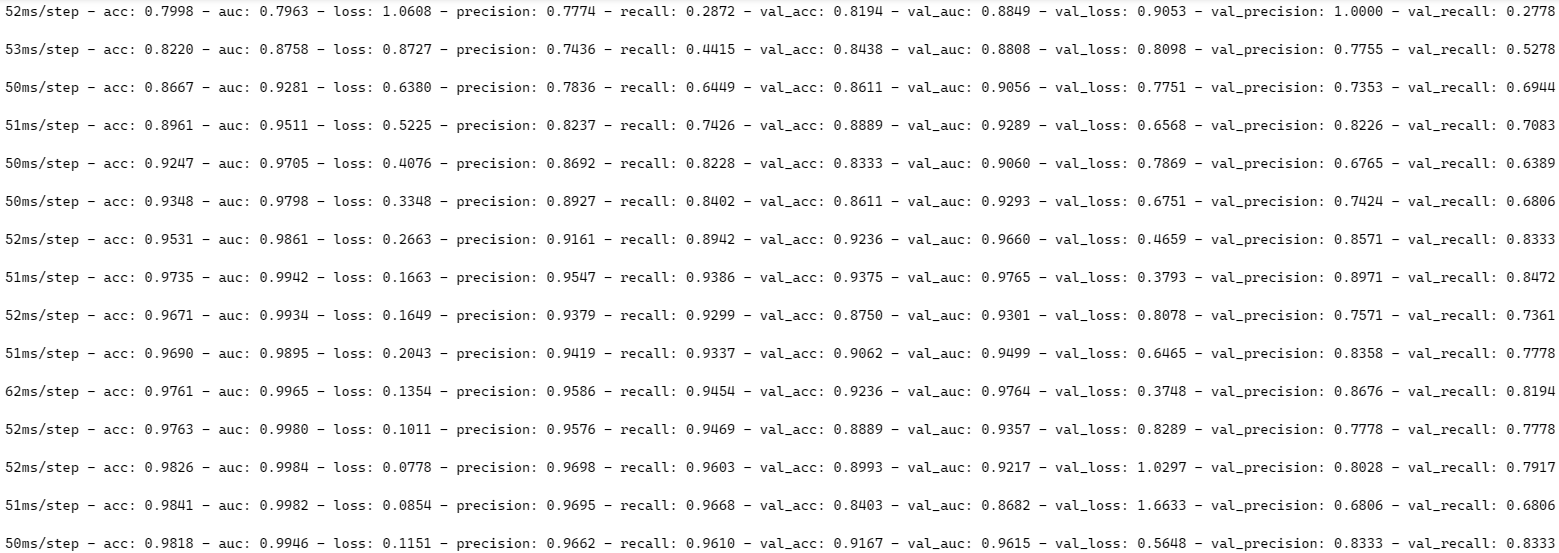 52ms/step - acc: 0.7998 - auc: 0.7963 - loss: 1.0608 - precision: 0.7774 - recall: 0.2872 - val_acc: 0.8194 - val_auc: 0.8849 - val_loss: 0.9053 - val_precision: 1.0000 - val_recall: 0.2778
53ms/step - acc: 0.8220 - auc: 0.8758 - loss: 0.8727 - precision: 0.7436 - recall: 0.4415 - val_acc: 0.8438 - val_auc: 0.8808 - val_loss: 0.8098 - val_precision: 0.7755 - val_recall: 0.5278
50ms/step - acc: 0.8667 - auc: 0.9281 - loss: 0.6380 - precision: 0.7836 - recall: 0.6449 - val_acc: 0.8611 - val_auc: 0.9056 - val_loss: 0.7751 - val_precision: 0.7353 - val_recall: 0.6944
51ms/step - acc: 0.8961 - auc: 0.9511 - loss: 0.5225 - precision: 0.8237 - recall: 0.7426 - val_acc: 0.8889 - val_auc: 0.9289 - val_loss: 0.6568 - val_precision: 0.8226 - val_recall: 0.7083
50ms/step - acc: 0.9247 - auc: 0.9705 - loss: 0.4076 - precision: 0.8692 - recall: 0.8228 - val_acc: 0.8333 - val_auc: 0.9060 - val_loss: 0.7869 - val_precision: 0.6765 - val_recall: 0.6389
50ms/step - acc: 0.9348 - auc: 0.9798 - loss: 0.3348 - precision: 0.8927 - recall: 0.8402 - val_acc: 0.8611 - val_auc: 0.9293 - val_loss: 0.6751 - val_precision: 0.7424 - val_recall: 0.6806
52ms/step - acc: 0.9531 - auc: 0.9861 - loss: 0.2663 - precision: 0.9161 - recall: 0.8942 - val_acc: 0.9236 - val_auc: 0.9660 - val_loss: 0.4659 - val_precision: 0.8571 - val_recall: 0.8333
51ms/step - acc: 0.9735 - auc: 0.9942 - loss: 0.1663 - precision: 0.9547 - recall: 0.9386 - val_acc: 0.9375 - val_auc: 0.9765 - val_loss: 0.3793 - val_precision: 0.8971 - val_recall: 0.8472
52ms/step - acc: 0.9671 - auc: 0.9934 - loss: 0.1649 - precision: 0.9379 - recall: 0.9299 - val_acc: 0.8750 - val_auc: 0.9301 - val_loss: 0.8078 - val_precision: 0.7571 - val_recall: 0.7361
51ms/step - acc: 0.9690 - auc: 0.9895 - loss: 0.2043 - precision: 0.9419 - recall: 0.9337 - val_acc: 0.9062 - val_auc: 0.9499 - val_loss: 0.6465 - val_precision: 0.8358 - val_recall: 0.7778
62ms/step - acc: 0.9761 - auc: 0.9965 - loss: 0.1354 - precision: 0.9586 - recall: 0.9454 - val_acc: 0.9236 - val_auc: 0.9764 - val_loss: 0.3748 - val_precision: 0.8676 - val_recall: 0.8194
52ms/step - acc: 0.9763 - auc: 0.9980 - loss: 0.1011 - precision: 0.9576 - recall: 0.9469 - val_acc: 0.8889 - val_auc: 0.9357 - val_loss: 0.8289 - val_precision: 0.7778 - val_recall: 0.7778
52ms/step - acc: 0.9826 - auc: 0.9984 - loss: 0.0778 - precision: 0.9698 - recall: 0.9603 - val_acc: 0.8993 - val_auc: 0.9217 - val_loss: 1.0297 - val_precision: 0.8028 - val_recall: 0.7917
51ms/step - acc: 0.9841 - auc: 0.9982 - loss: 0.0854 - precision: 0.9695 - recall: 0.9668 - val_acc: 0.8403 - val_auc: 0.8682 - val_loss: 1.6633 - val_precision: 0.6806 - val_recall: 0.6806
50ms/step - acc: 0.9818 - auc: 0.9946 - loss: 0.1151 - precision: 0.9662 - recall: 0.9610 - val_acc: 0.9167 - val_auc: 0.9615 - val_loss: 0.5648 - val_precision: 0.8333 - val_recall: 0.8333